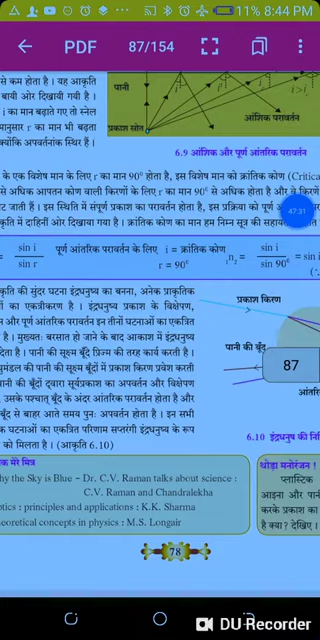 11% 8:44 PM
PDF 87/154
से कम होता है। यह आकृति
बायीं ओर दिखायी गयी है।
i का मान बढ़ाते गए तो स्नेल
मानुसार r का मान भी बढ़ता
क्योंकि अपवर्तनांक स्थिर हैं।
पानी
प्रकाश स्रोत
i > i
आंशिक परावर्तन
6.9 आंशिक और पूर्ण आंतरिक परावर्तन
के एक विशेष मान के लिए r का मान 90° होता है, इस विशेष मान को क्रांतिक कोण (Critica
से अधिक आपतन कोण वाली किरणों के लिए r का मान 90° से अधिक होता है और वे किरणें
ट जाती हैं। इस स्थिति में संपूर्ण प्रकाश का परावर्तन होता है, इस प्रक्रिया को पूर्ण
47:31
कृति में दाहिनीं ओर दिखाया गया है। क्रांतिक कोण का मान हम निम्न सूत्र की सहाय
= sin i / sin r पूर्ण आंतरिक परावर्तन के लिए i = क्रांतिक कोण r = 90° ₁n₂ = sin i / sin 90° = sin i
कृति की सुंदर घटना इंद्रधनुष्य का बनना, अनेक प्राकृतिक
ओं का एकत्रीकरण है। इंद्रधनुष्य प्रकाश के विक्षेपण,
न और पूर्ण आंतरिक परावर्तन इन तीनों घटनाओं का एकत्रित
है। मुख्यतः बरसात हो जाने के बाद आकाश में इंद्रधनुष्य
देता है। पानी की सूक्ष्म बूँदें प्रिज्म की तरह कार्य करती हैं।
युमंडल की पानी की सूक्ष्म बूँदों में प्रकाश किरण प्रवेश करती
पानी की बूँदों द्वारा सूर्यप्रकाश का अपवर्तन और विक्षेपण
, उसके पश्चात् बूँद के अंदर आंतरिक परावर्तन होता है और
बूँद से बाहर आते समय पुनः अपवर्तन होता है। इन सभी
क घटनाओं का एकत्रित परिणाम सप्तरंगी इंद्रधनुष्य के रूप
को मिलता है। (आकृति 6.10)
प्रकाश किरण
पानी की बूँद
87
आंतरि
6.10 इंद्रधनुष की नि
क मेरे मित्र
hy the Sky is Blue – Dr. C.V. Raman talks about science :
C.V. Raman and Chandralekha
ptics : principles and applications : K.K. Sharma
heoretical concepts in physics : M.S. Longair
थोड़ा मनोरंजन !
प्लास्टिक
आइना और पानी
करके प्रकाश का
है क्या? देखिए।
78
DU Recorder